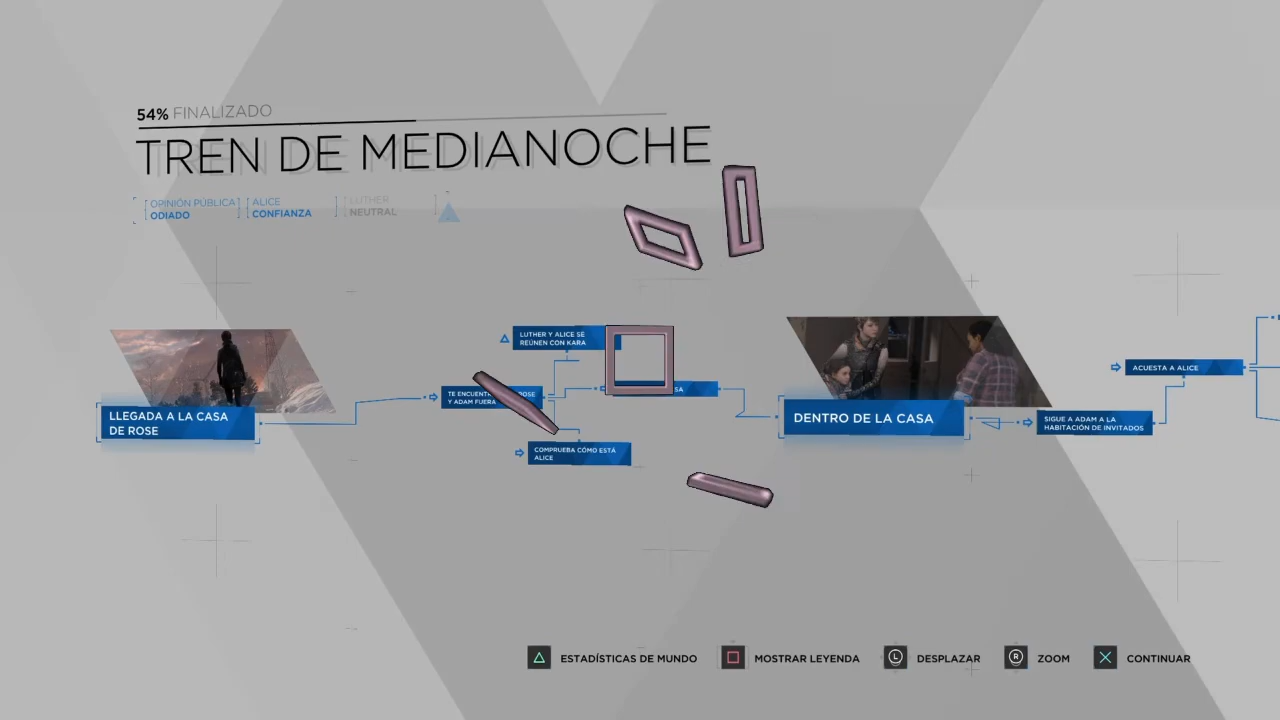 54% FINALIZADO
TREN DE MEDIANOCHE
OPINIÓN PÚBLICA
ODIADO
ALICE
CONFIANZA
LUTHER
NEUTRAL
LUTHER Y ALICE SE
REÚNEN CON KARA
ACUESTA A ALICE
Y ADAM FUERA
LLEGADA A LA CASA
DE ROSE
DENTRO DE LA CASA
SIGUE A ADAM A LA
HABITACIÓN DE INVITADOS
COMPRUEBA CÓMO ESTÁ
ALICE
ESTADÍSTICAS DE MUNDO
MOSTRAR LEYENDA
L
DESPLAZAR
R
ZOOM
CONTINUAR